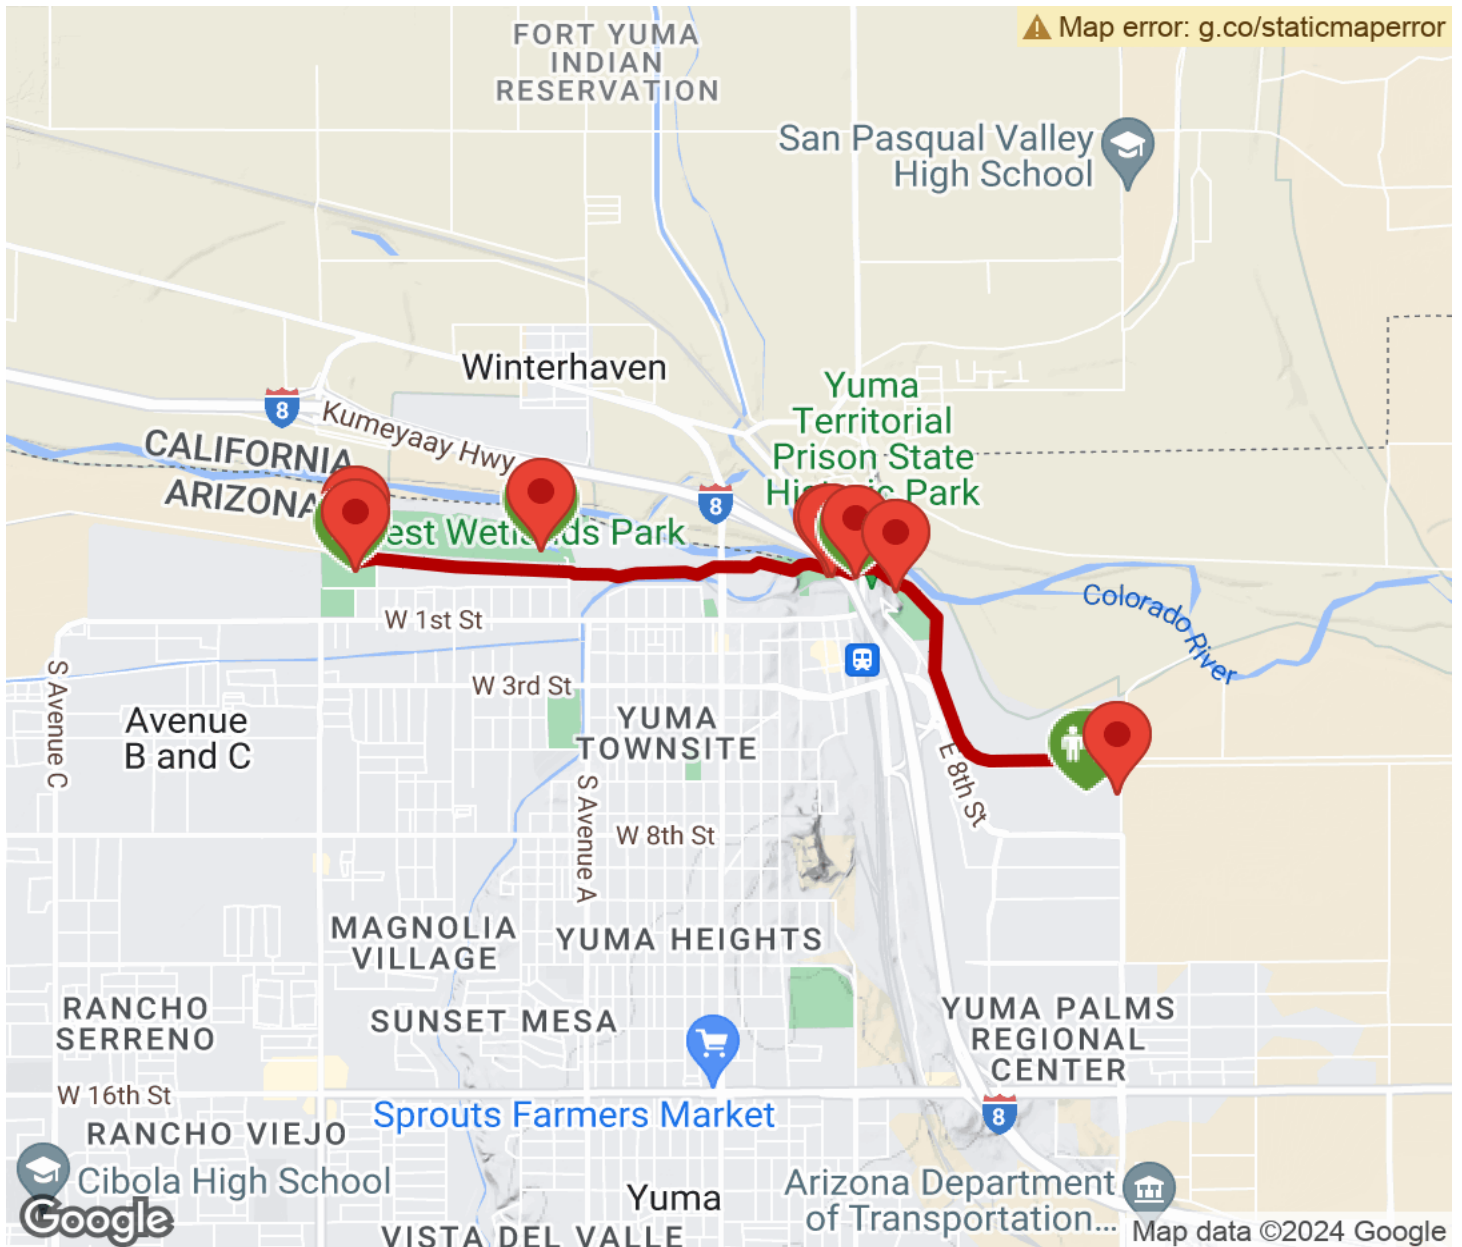 Map error: g.co/staticmaperror
FORT YUMA
INDIAN
RESERVATION
San Pasqual Valley
High School
Winterhaven
8
Kumeyaay Hwy
CALIFORNIA
ARIZONA
Yuma
Territorial
Prison State
Historic Park
8
est Wetlands Park
Colorado River
W 1st St
W 3rd St
S Avenue C
Avenue
B and C
YUMA
TOWNSITE
E 8th St
S Avenue A
W 8th St
MAGNOLIA
VILLAGE
YUMA HEIGHTS
RANCHO
SERRENO
SUNSET MESA
YUMA PALMS
REGIONAL
CENTER
W 16th St
8
Sprouts Farmers Market
RANCHO VIEJO
Cibola High School
Yuma
Arizona Department
of Transportation...
Google
VISTA DEL VALLE
Map data ©2024 Google